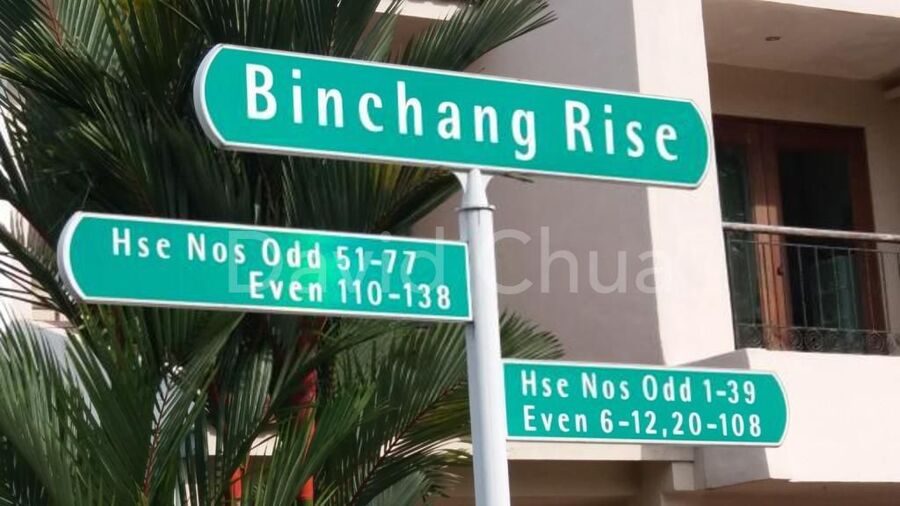 Binchang Rise
Hse Nos Odd 51-77
Even 110-138
David Chua
Hse Nos Odd 1-39
Even 6-12,20-108